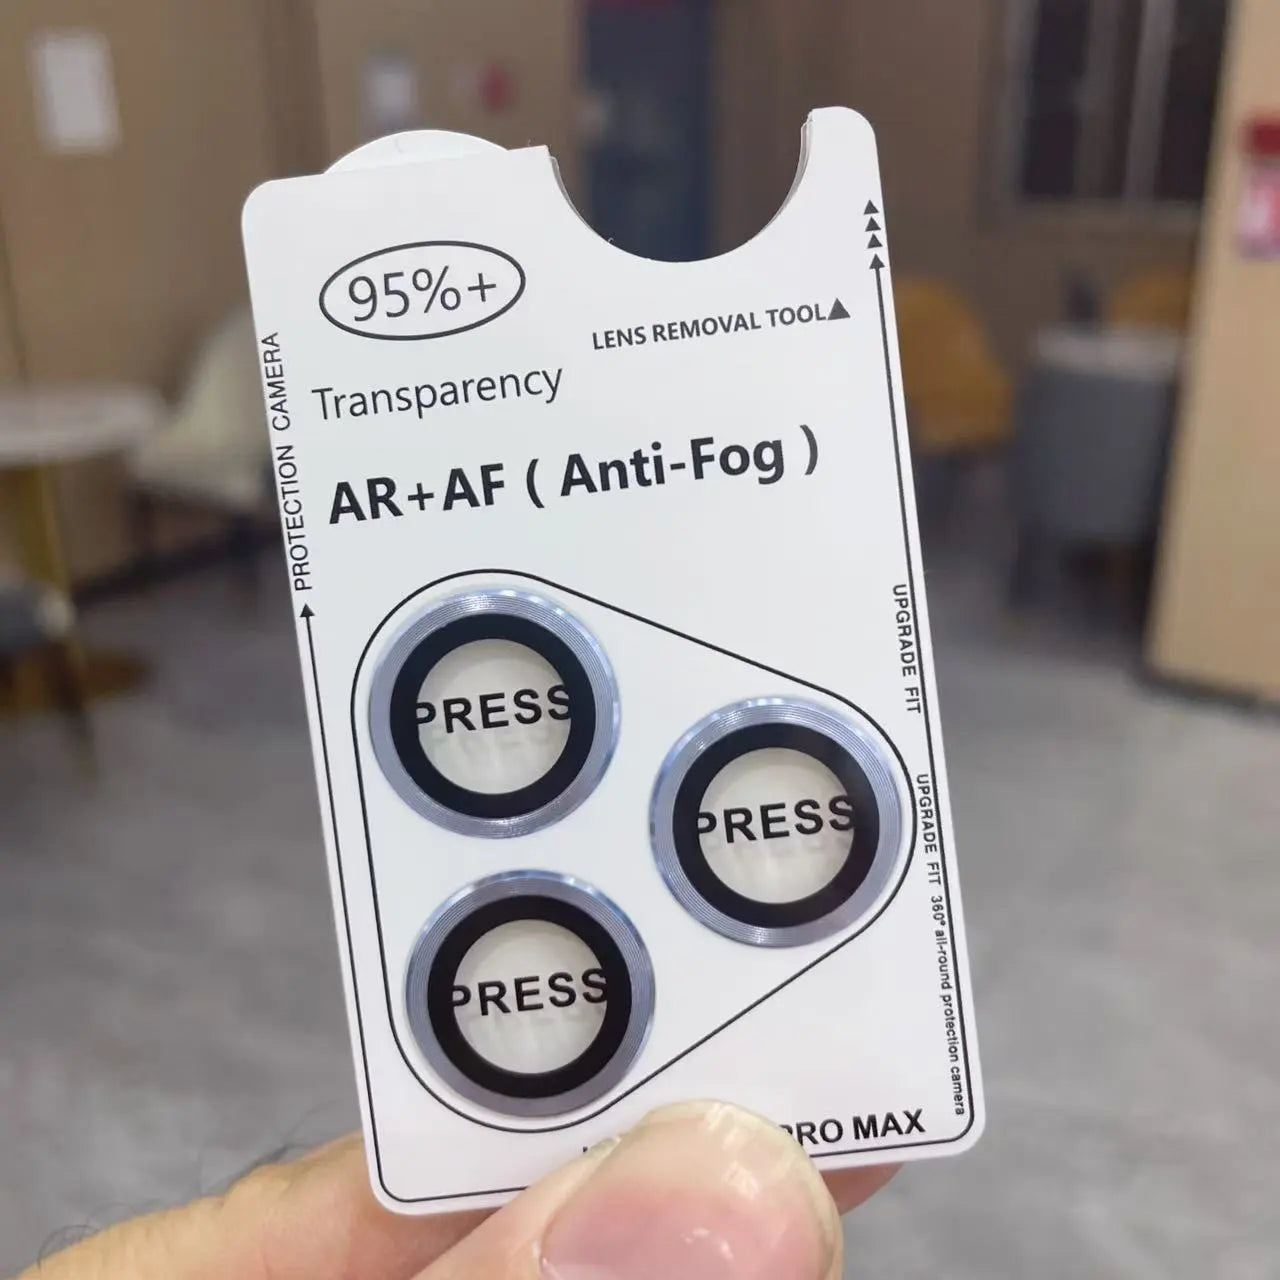 95%+
LENS REMOVAL TOOL▲
Transparency
AR+AF ( Anti-Fog )
PROTECTION CAMERA
PRESS
PRESS
PRESS
UPGRADE FIT
UPGRADE FIT 360° all-round protection camera
PRO MAX